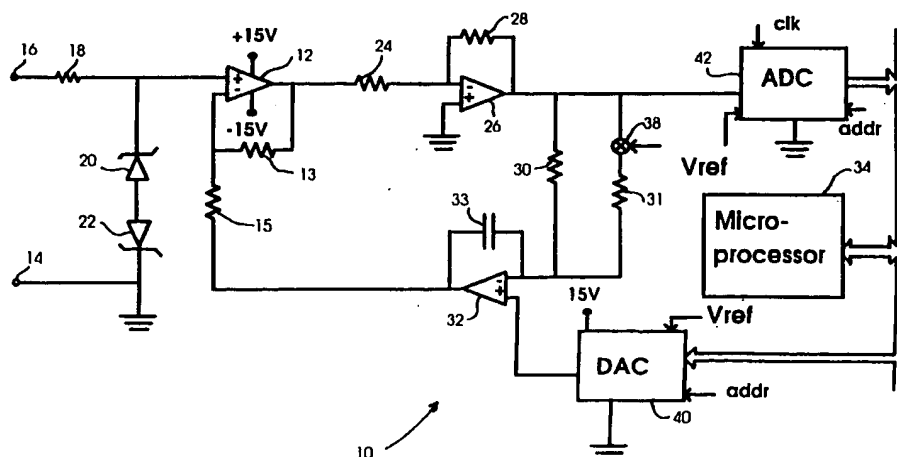 16
18
+15V
12
24
28
clk
42
ADC
addr
Vref
-15V
26
13
38
30
31
20
22
15
33
34
Micro-
processor
14
32
15V
Vref
DAC
addr
40
10